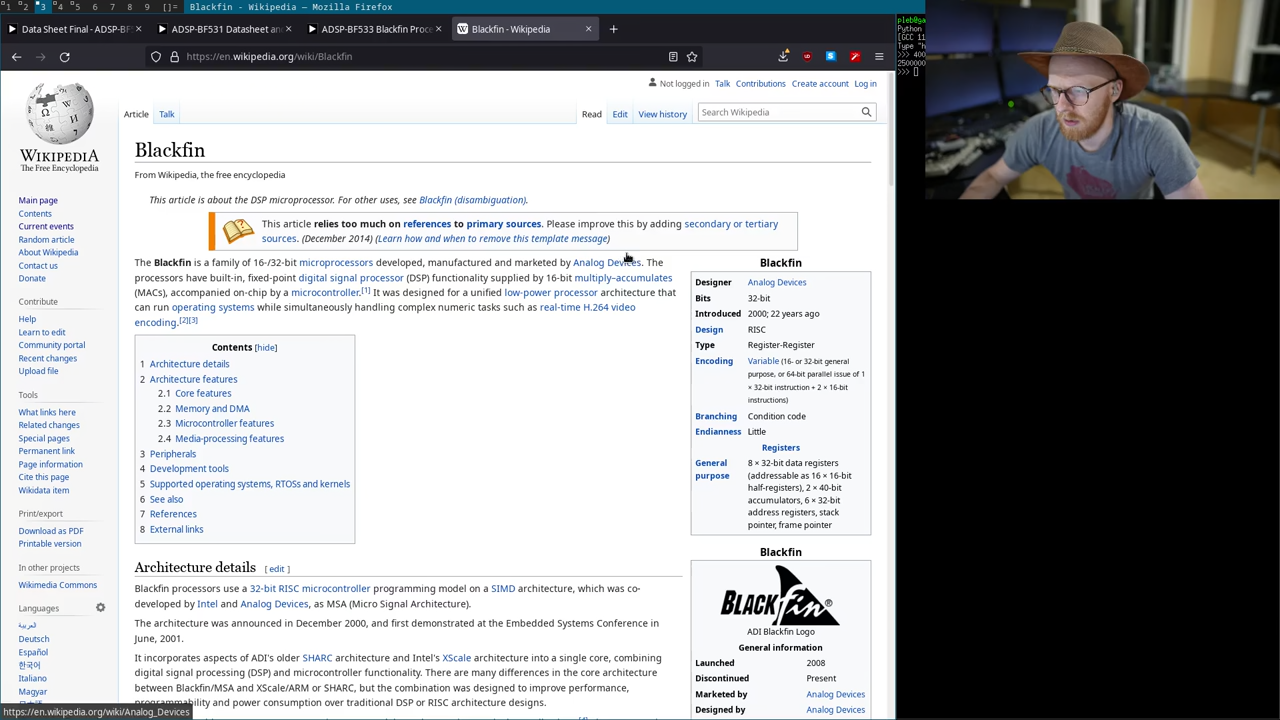 1 2 3 4 5 6 7 8 9 []= Blackfin - Wikipedia — Mozilla Firefox
Data Sheet Final - ADSP-BF5
ADSP-BF531 Datasheet an
ADSP-BF533 Blackfin Proce
Blackfin - Wikipedia
https://en.wikipedia.org/wiki/Blackfin
Not logged in Talk Contributions Create account Log in
Article Talk
Read Edit View history
Search Wikipedia
WIKIPEDIA
The Free Encyclopedia
Main page
Contents
Current events
Random article
About Wikipedia
Contact us
Donate
Contribute
Help
Learn to edit
Community portal
Recent changes
Upload file
Tools
What links here
Related changes
Special pages
Permanent link
Page information
Cite this page
Wikidata item
Print/export
Download as PDF
Printable version
In other projects
Wikimedia Commons
Languages
العربية
Deutsch
Español
한국어
Italiano
Magyar
Blackfin
From Wikipedia, the free encyclopedia
This article is about the DSP microprocessor. For other uses, see Blackfin (disambiguation).
This article relies too much on references to primary sources. Please improve this by adding secondary or tertiary
sources. (December 2014) (Learn how and when to remove this template message)
The Blackfin is a family of 16-/32-bit microprocessors developed, manufactured and marketed by Analog Devices. The
processors have built-in, fixed-point digital signal processor (DSP) functionality supplied by 16-bit multiply–accumulates
(MACs), accompanied on-chip by a microcontroller.[1] It was designed for a unified low-power processor architecture that
can run operating systems while simultaneously handling complex numeric tasks such as real-time H.264 video
encoding.[2][3]
Contents [hide]
1 Architecture details
2 Architecture features
2.1 Core features
2.2 Memory and DMA
2.3 Microcontroller features
2.4 Media-processing features
3 Peripherals
4 Development tools
5 Supported operating systems, RTOSs and kernels
6 See also
7 References
8 External links
Architecture details [ edit ]
Blackfin processors use a 32-bit RISC microcontroller programming model on a SIMD architecture, which was co-
developed by Intel and Analog Devices, as MSA (Micro Signal Architecture).
The architecture was announced in December 2000, and first demonstrated at the Embedded Systems Conference in
June, 2001.
It incorporates aspects of ADI's older SHARC architecture and Intel's XScale architecture into a single core, combining
digital signal processing (DSP) and microcontroller functionality. There are many differences in the core architecture
between Blackfin/MSA and XScale/ARM or SHARC, but the combination was designed to improve performance,
programmability and power consumption over traditional DSP or RISC architecture designs.
Blackfin
Designer Analog Devices
Bits 32-bit
Introduced 2000; 22 years ago
Design RISC
Type Register-Register
Encoding Variable (16- or 32-bit general
purpose, or 64-bit parallel issue of 1
× 32-bit instruction + 2 × 16-bit
instructions)
Branching Condition code
Endianness Little
Registers
General purpose 8 × 32-bit data registers
(addressable as 16 × 16-bit
half-registers), 2 × 40-bit
accumulators, 6 × 32-bit
address registers, stack
pointer, frame pointer
Blackfin
BLACKfin®
ADI Blackfin Logo
General information
Launched 2008
Discontinued Present
Marketed by Analog Devices
Designed by Analog Devices
https://en.wikipedia.org/wiki/Analog_Devices
pleb@ga
Python
[GCC 11
Type "h
>>> 400
2500000
>>>